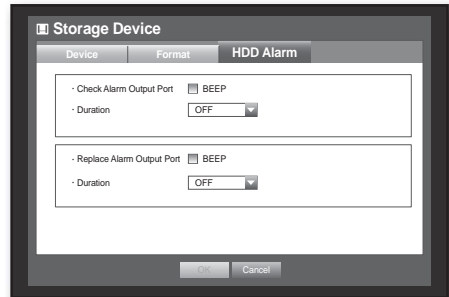 Storage Device
Device Format HDD Alarm
· Check Alarm Output Port BEEP
· Duration OFF
· Replace Alarm Output Port BEEP
· Duration OFF
OK Cancel